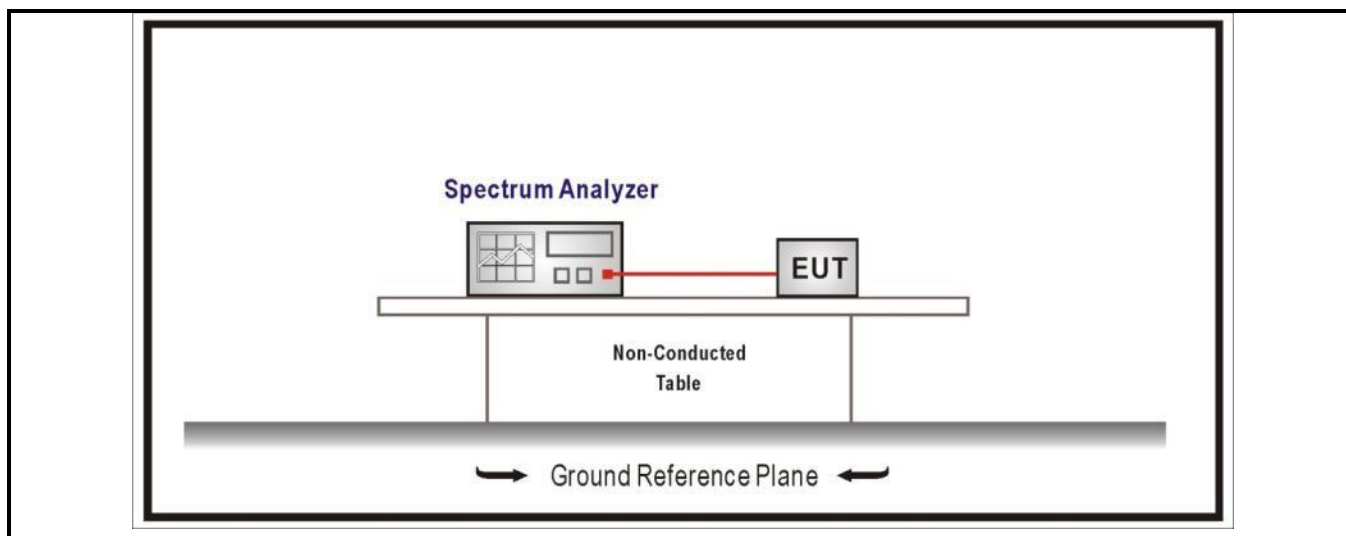 Spectrum Analyzer
EUT
Non-Conducted
Table
Ground Reference Plane